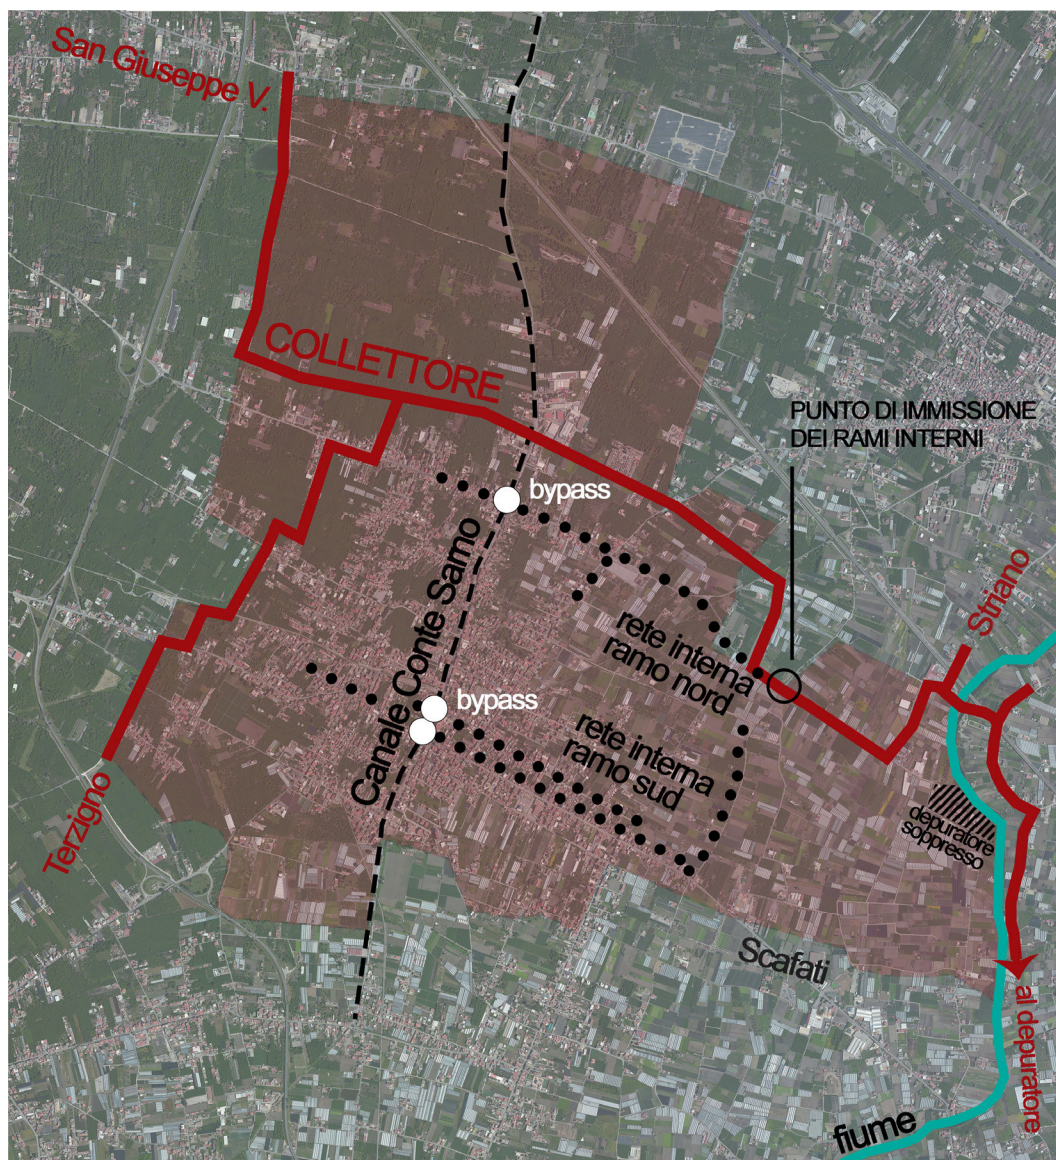 San Giuseppe V.
COLLETTORE
PUNTO DI IMMISSIONE
DEI RAMI INTERNI
bypass
Canale Conte Sarno
Striano
rete interna
ramo nord
bypass
rete interna
ramo sud
Terzigno
depuratore
soppresso
Scafati
al depuratore
fiume